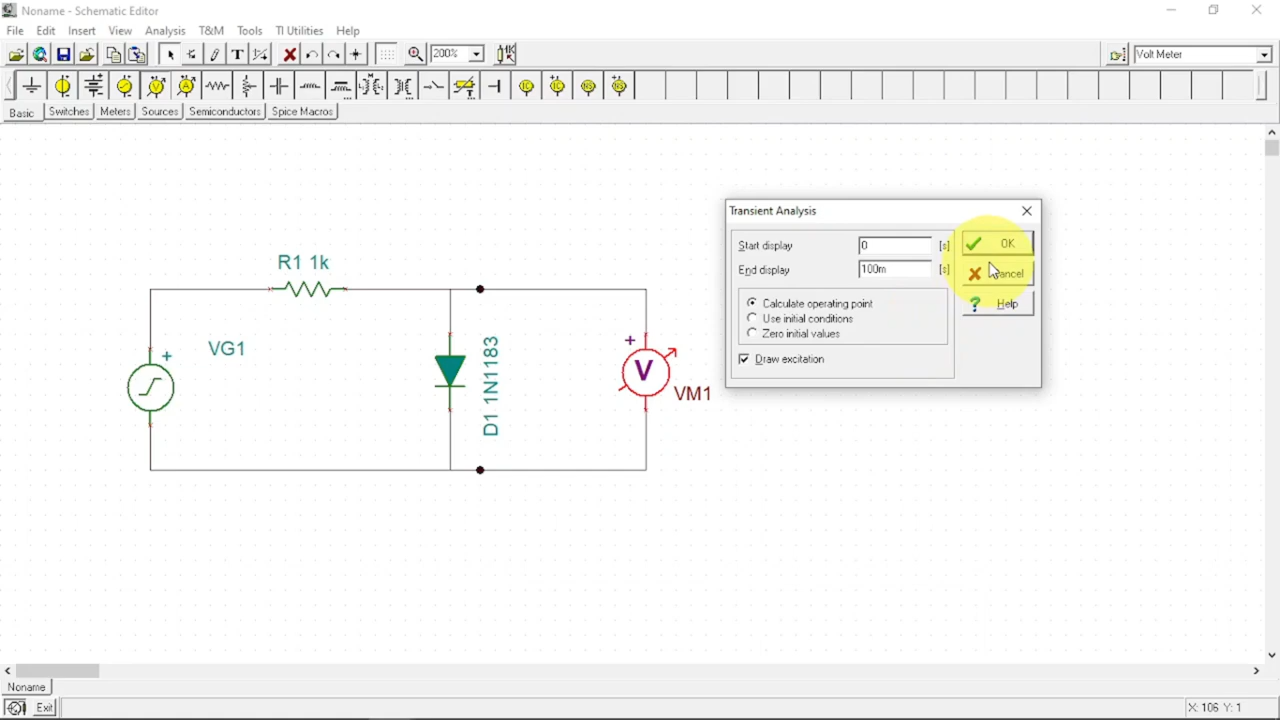 Noname - Schematic Editor
File Edit Insert View Analysis T&M Tools TI Utilities Help
T 200% Volt Meter
Basic Switches Meters Sources Semiconductors Spice Macros
Transient Analysis
Start display 0 [s] OK
End display 100m [s] Cancel
Calculate operating point Help
Use initial conditions
Zero initial values
Draw excitation
R1 1k
VG1
+
D1 1N1183
+
V
VM1
Noname
Exit X: 106 Y: 1